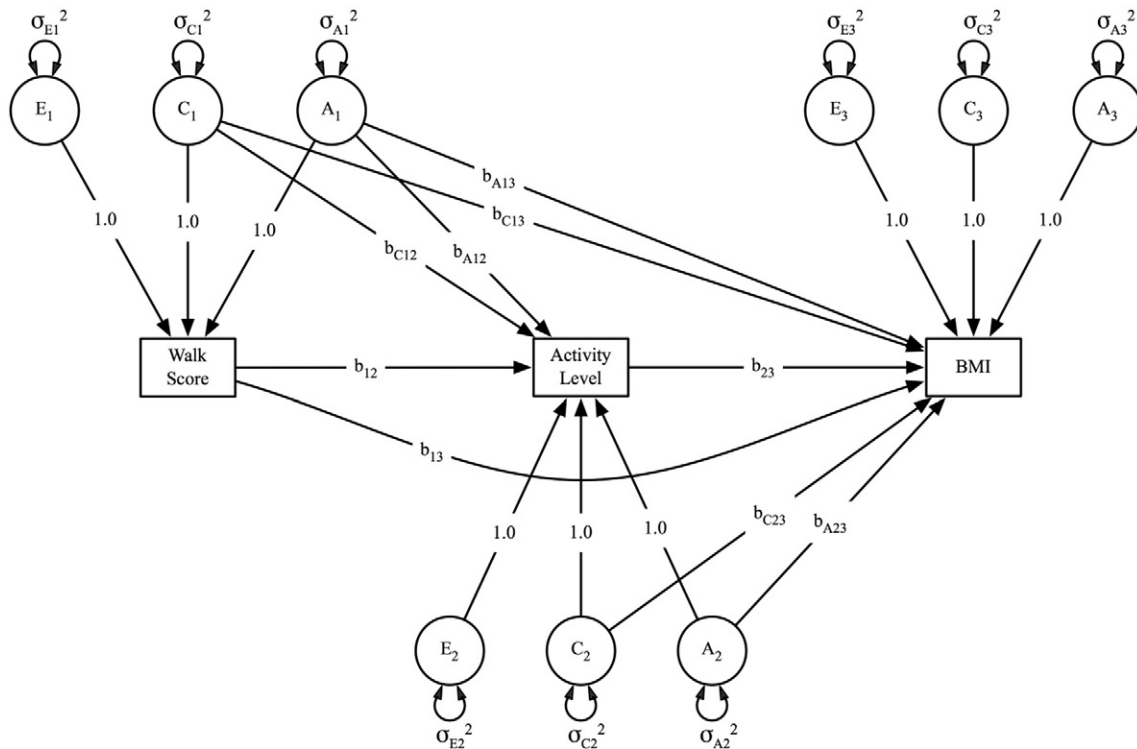 σE1² σC1² σA1² σE3² σC3² σA3²
E1 C1 A1 E3 C3 A3
bA13
bC13
1.0 1.0 1.0 1.0 1.0 1.0
bC12 bA12
Walk
Score
b12
Activity
Level
b23
BMI
b13
1.0 1.0 1.0
bC23 bA23
E2 C2 A2
σE2² σC2² σA2²